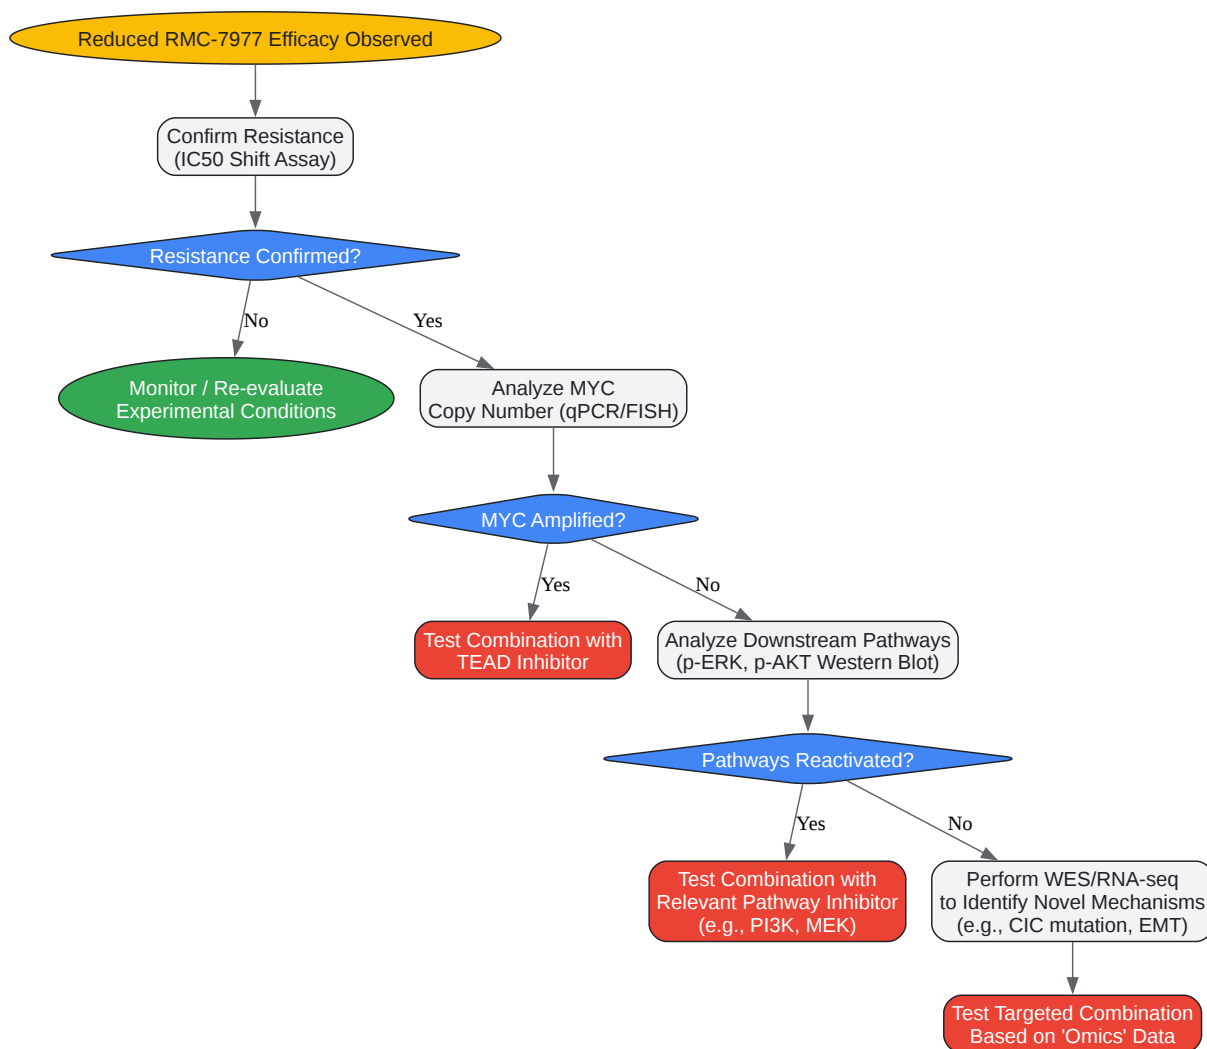 Reduced RMC-7977 Efficacy Observed
Confirm Resistance
(IC50 Shift Assay)
Resistance Confirmed?
No
Yes
Monitor / Re-evaluate
Experimental Conditions
Analyze MYC
Copy Number (qPCR/FISH)
MYC Amplified?
Yes
No
Test Combination with
TEAD Inhibitor
Analyze Downstream Pathways
(p-ERK, p-AKT Western Blot)
Pathways Reactivated?
Yes
No
Test Combination with
Relevant Pathway Inhibitor
(e.g., PI3K, MEK)
Perform WES/RNA-seq
to Identify Novel Mechanisms
(e.g., CIC mutation, EMT)
Test Targeted Combination
Based on 'Omics' Data